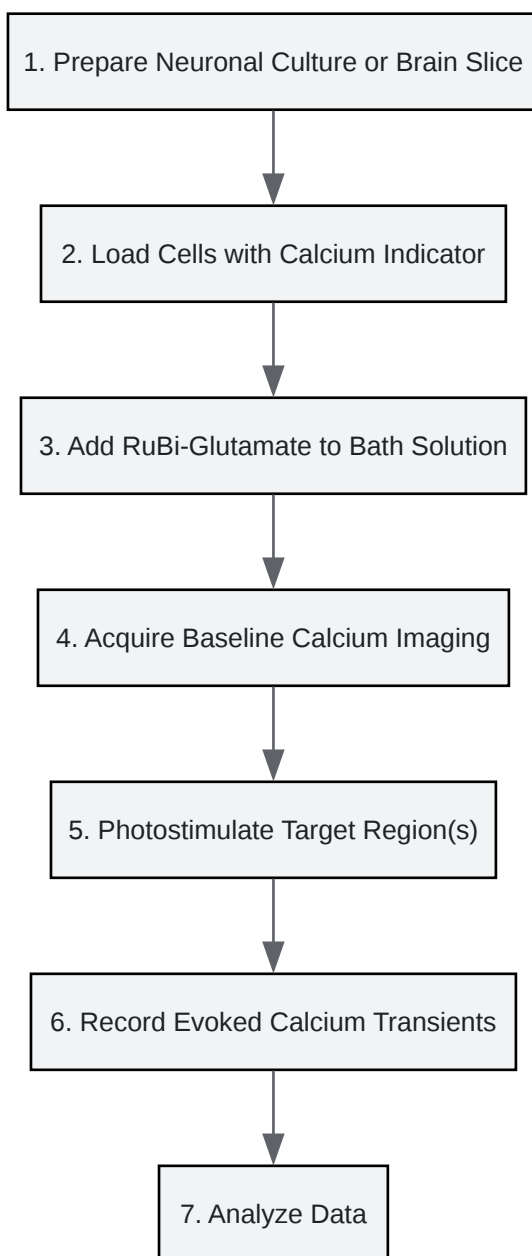 1. Prepare Neuronal Culture or Brain Slice
2. Load Cells with Calcium Indicator
3. Add RuBi-Glutamate to Bath Solution
4. Acquire Baseline Calcium Imaging
5. Photostimulate Target Region(s)
6. Record Evoked Calcium Transients
7. Analyze Data